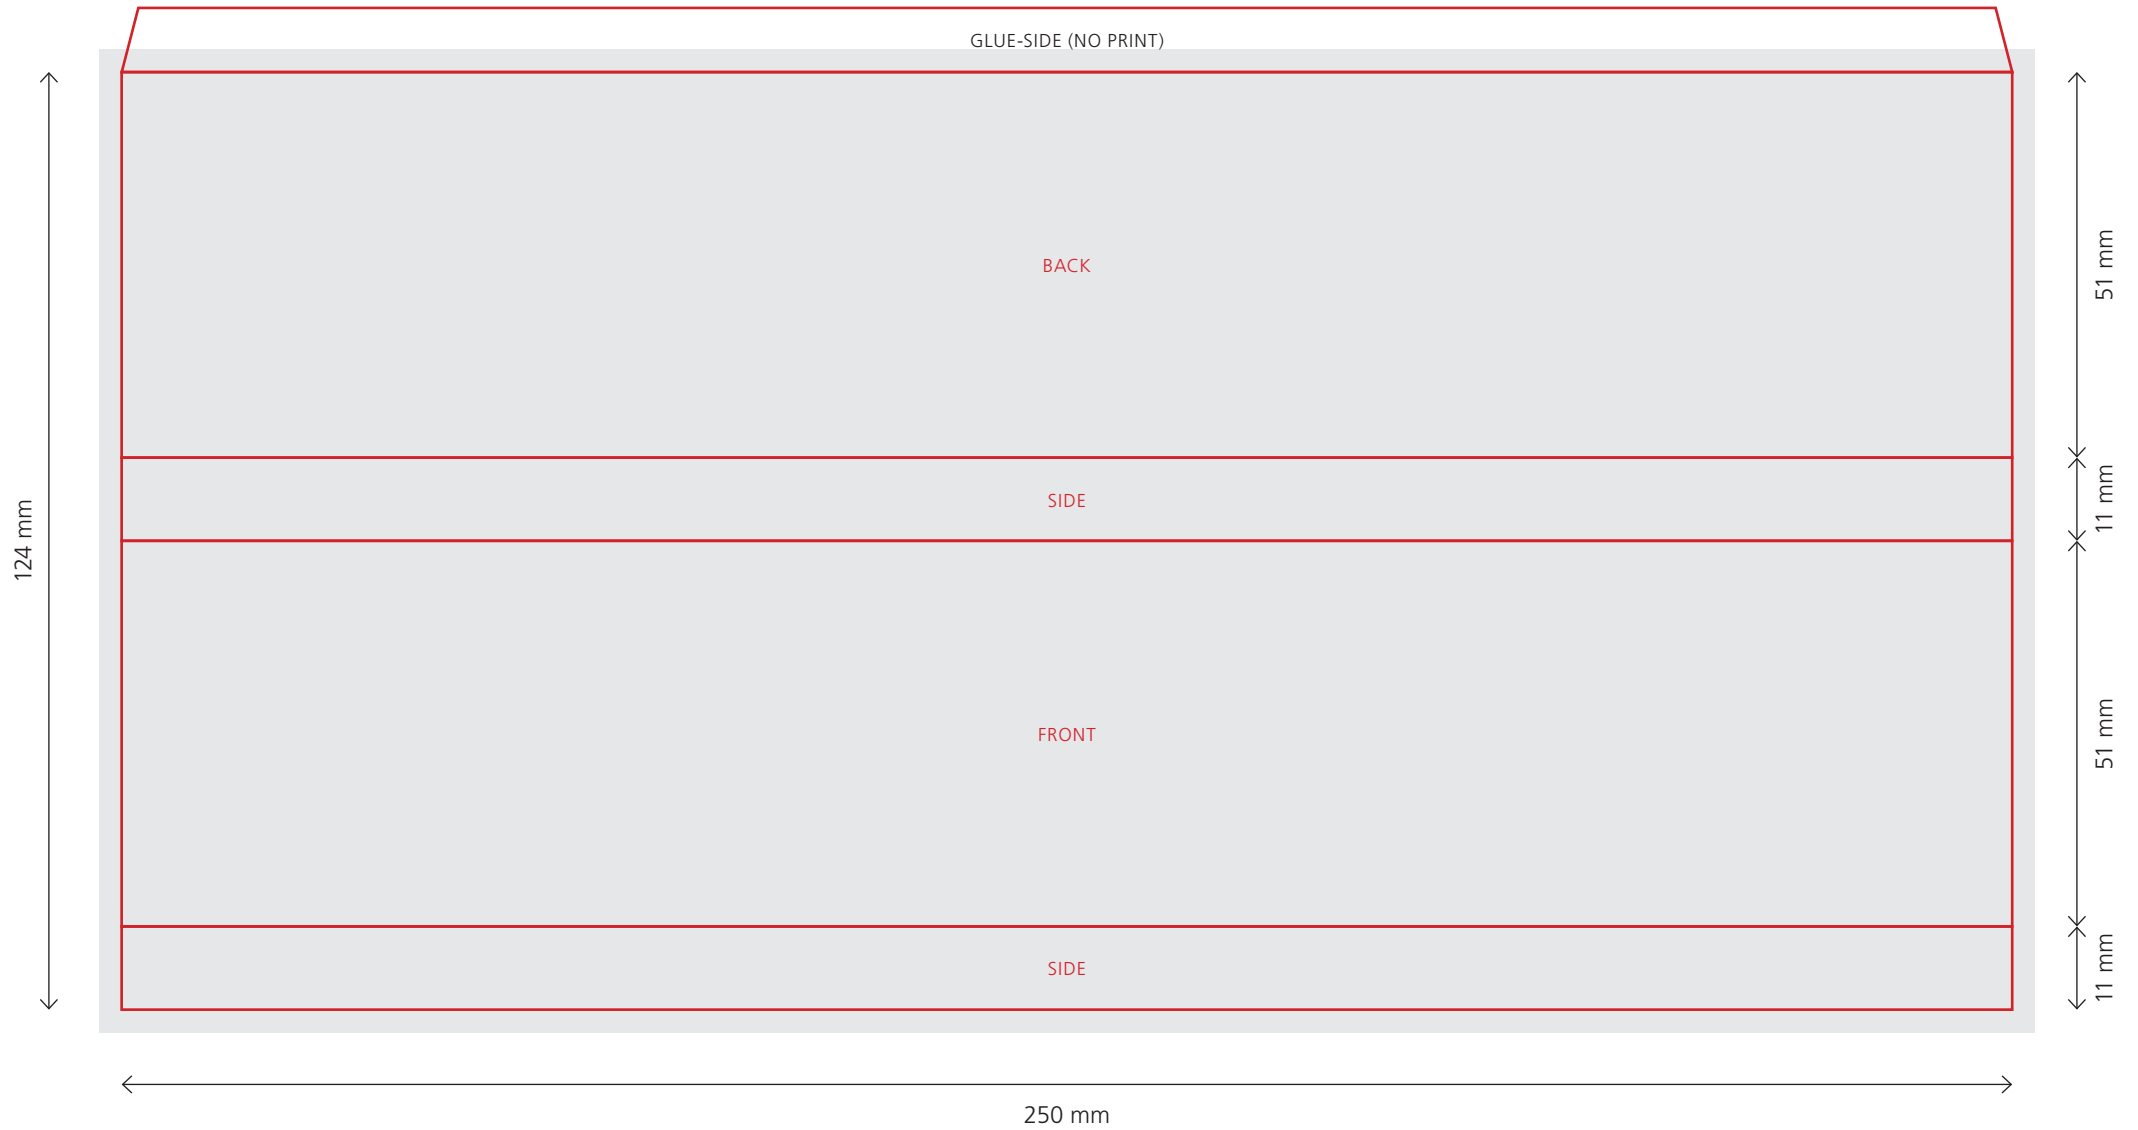 GLUE-SIDE (NO PRINT)
BACK
51 mm
SIDE
11 mm
124 mm
FRONT
51 mm
SIDE
11 mm
250 mm